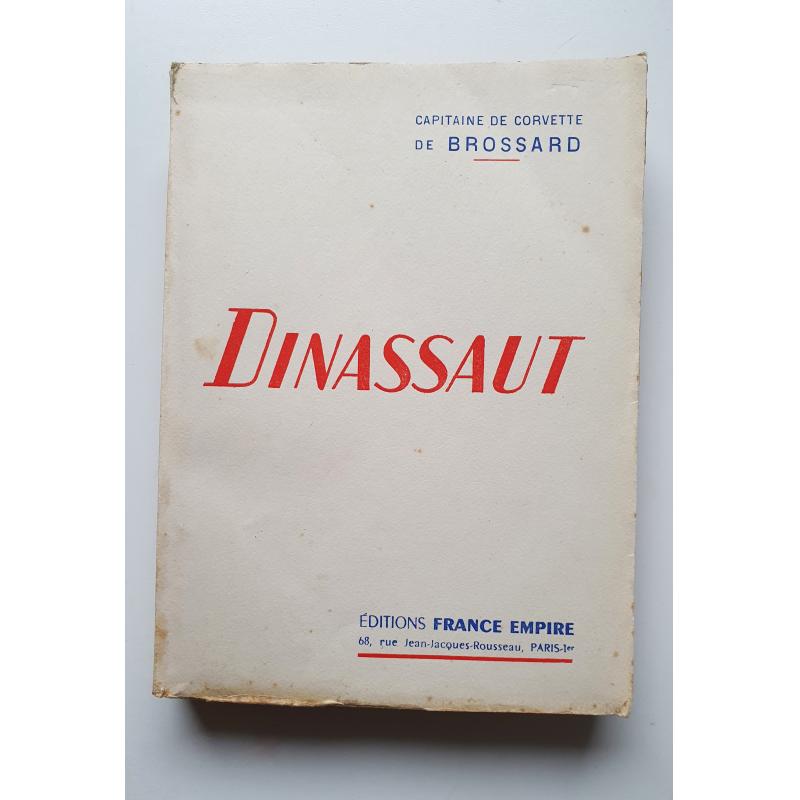 CAPITAINE DE CORVETTE
DE BROSSARD
DINASSAUT
ÉDITIONS FRANCE EMPIRE
68, rue Jean-Jacques-Rousseau, PARIS-1er